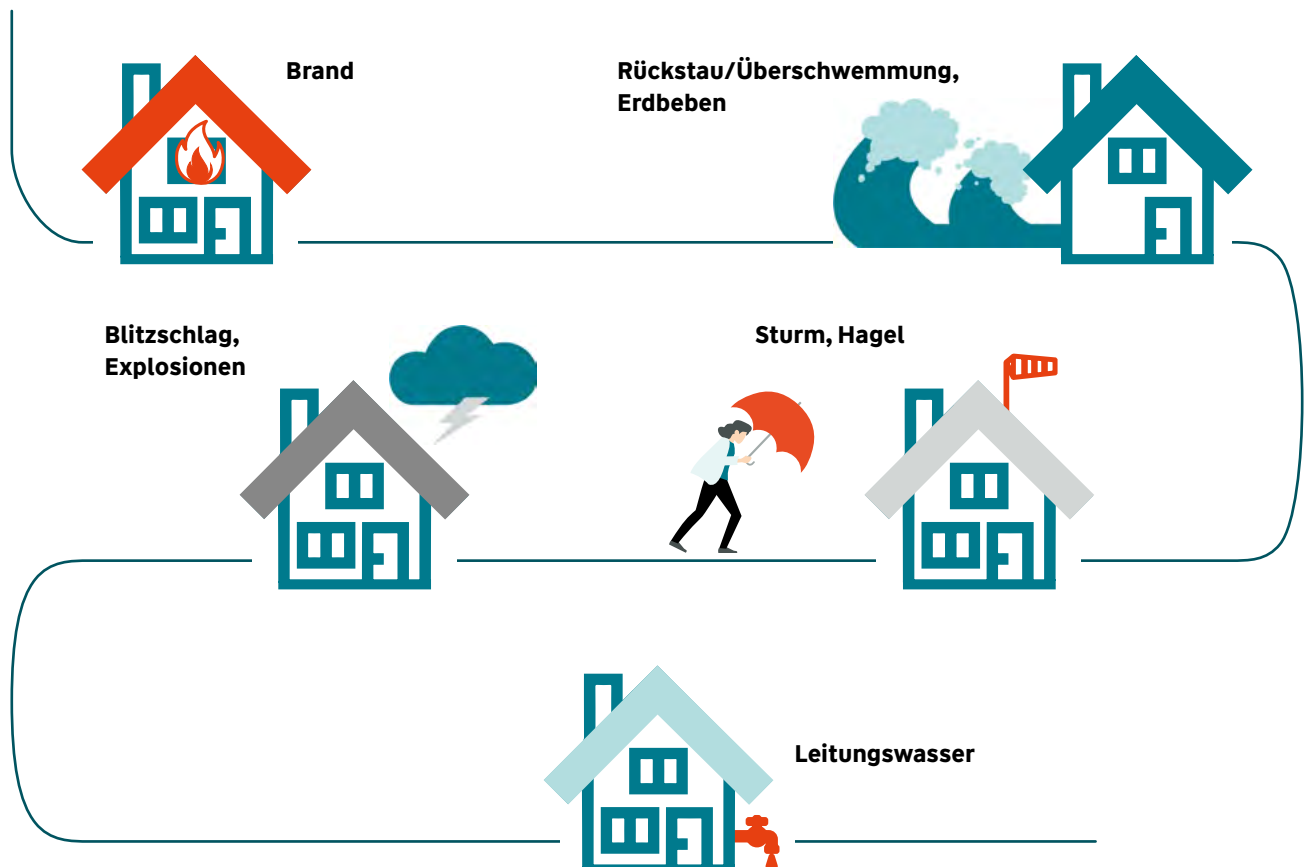 Brand
Rückstau/Überschwemmung,
Erdbeben
Blitzschlag,
Explosionen
Sturm, Hagel
Leitungswasser